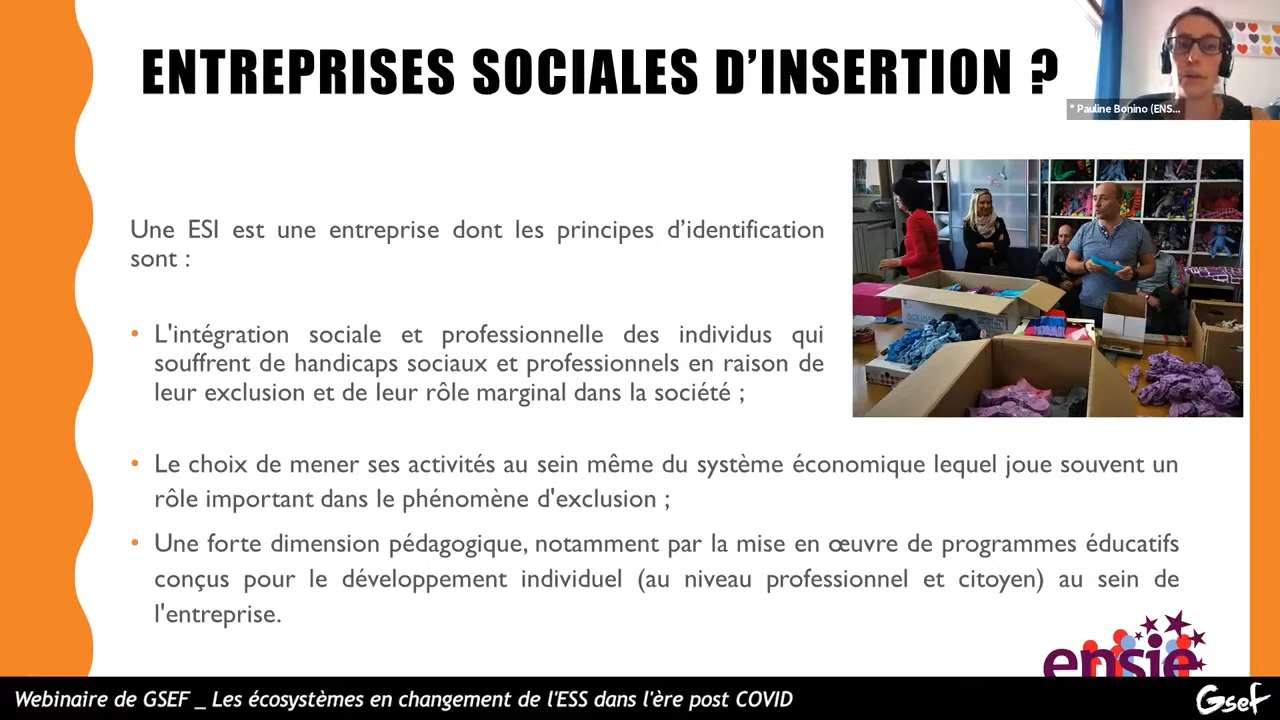 ENTREPRISES SOCIALES D'INSERTION ?
* Pauline Bonino (ENS...
Une ESI est une entreprise dont les principes d'identification
sont :
• L'intégration sociale et professionnelle des individus qui
souffrent de handicaps sociaux et professionnels en raison de
leur exclusion et de leur rôle marginal dans la société ;
• Le choix de mener ses activités au sein même du système économique lequel joue souvent un
rôle important dans le phénomène d'exclusion ;
• Une forte dimension pédagogique, notamment par la mise en œuvre de programmes éducatifs
conçus pour le développement individuel (au niveau professionnel et citoyen) au sein de
l'entreprise.
ensie
Webinaire de GSEF _ Les écosystèmes en changement de l'ESS dans l'ère post COVID
Gsef